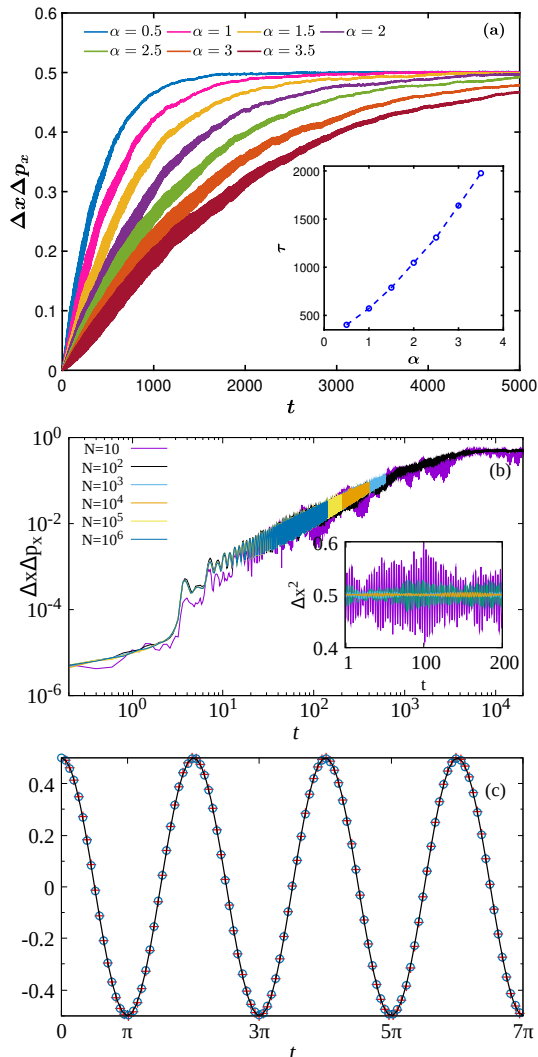 (a)
α = 0.5 α = 1 α = 1.5 α = 2
α = 2.5 α = 3 α = 3.5
0.5
0.4
0.3
0.2
0.1
0
ΔxΔpₓ
0 1000 2000 3000 4000 5000
t
2000
1500
1000
500
τ
0 1 2 3 4
α
(b)
N=10
N=10²
N=10³
N=10⁴
N=10⁵
N=10⁶
10⁰
10⁻²
10⁻⁴
10⁻⁶
ΔxΔpₓ
10⁰ 10¹ 10² 10³ 10⁴
t
0.6
0.5
0.4
Δx²
1 100 200
t
(c)
0.4
0.2
0
-0.2
-0.4
0 π 3π 5π 7π
t